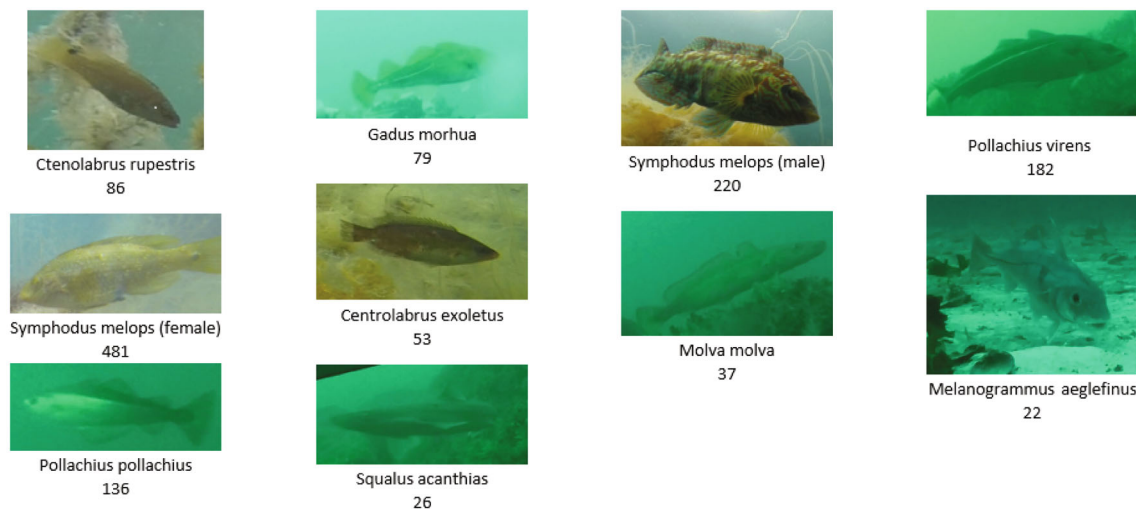 Ctenolabrus rupestris
86
Gadus morhua
79
Symphodus melops (male)
220
Pollachius virens
182
Symphodus melops (female)
481
Centrolabrus exoletus
53
Molva molva
37
Melanogrammus aeglefinus
22
Pollachius pollachius
136
Squalus acanthias
26